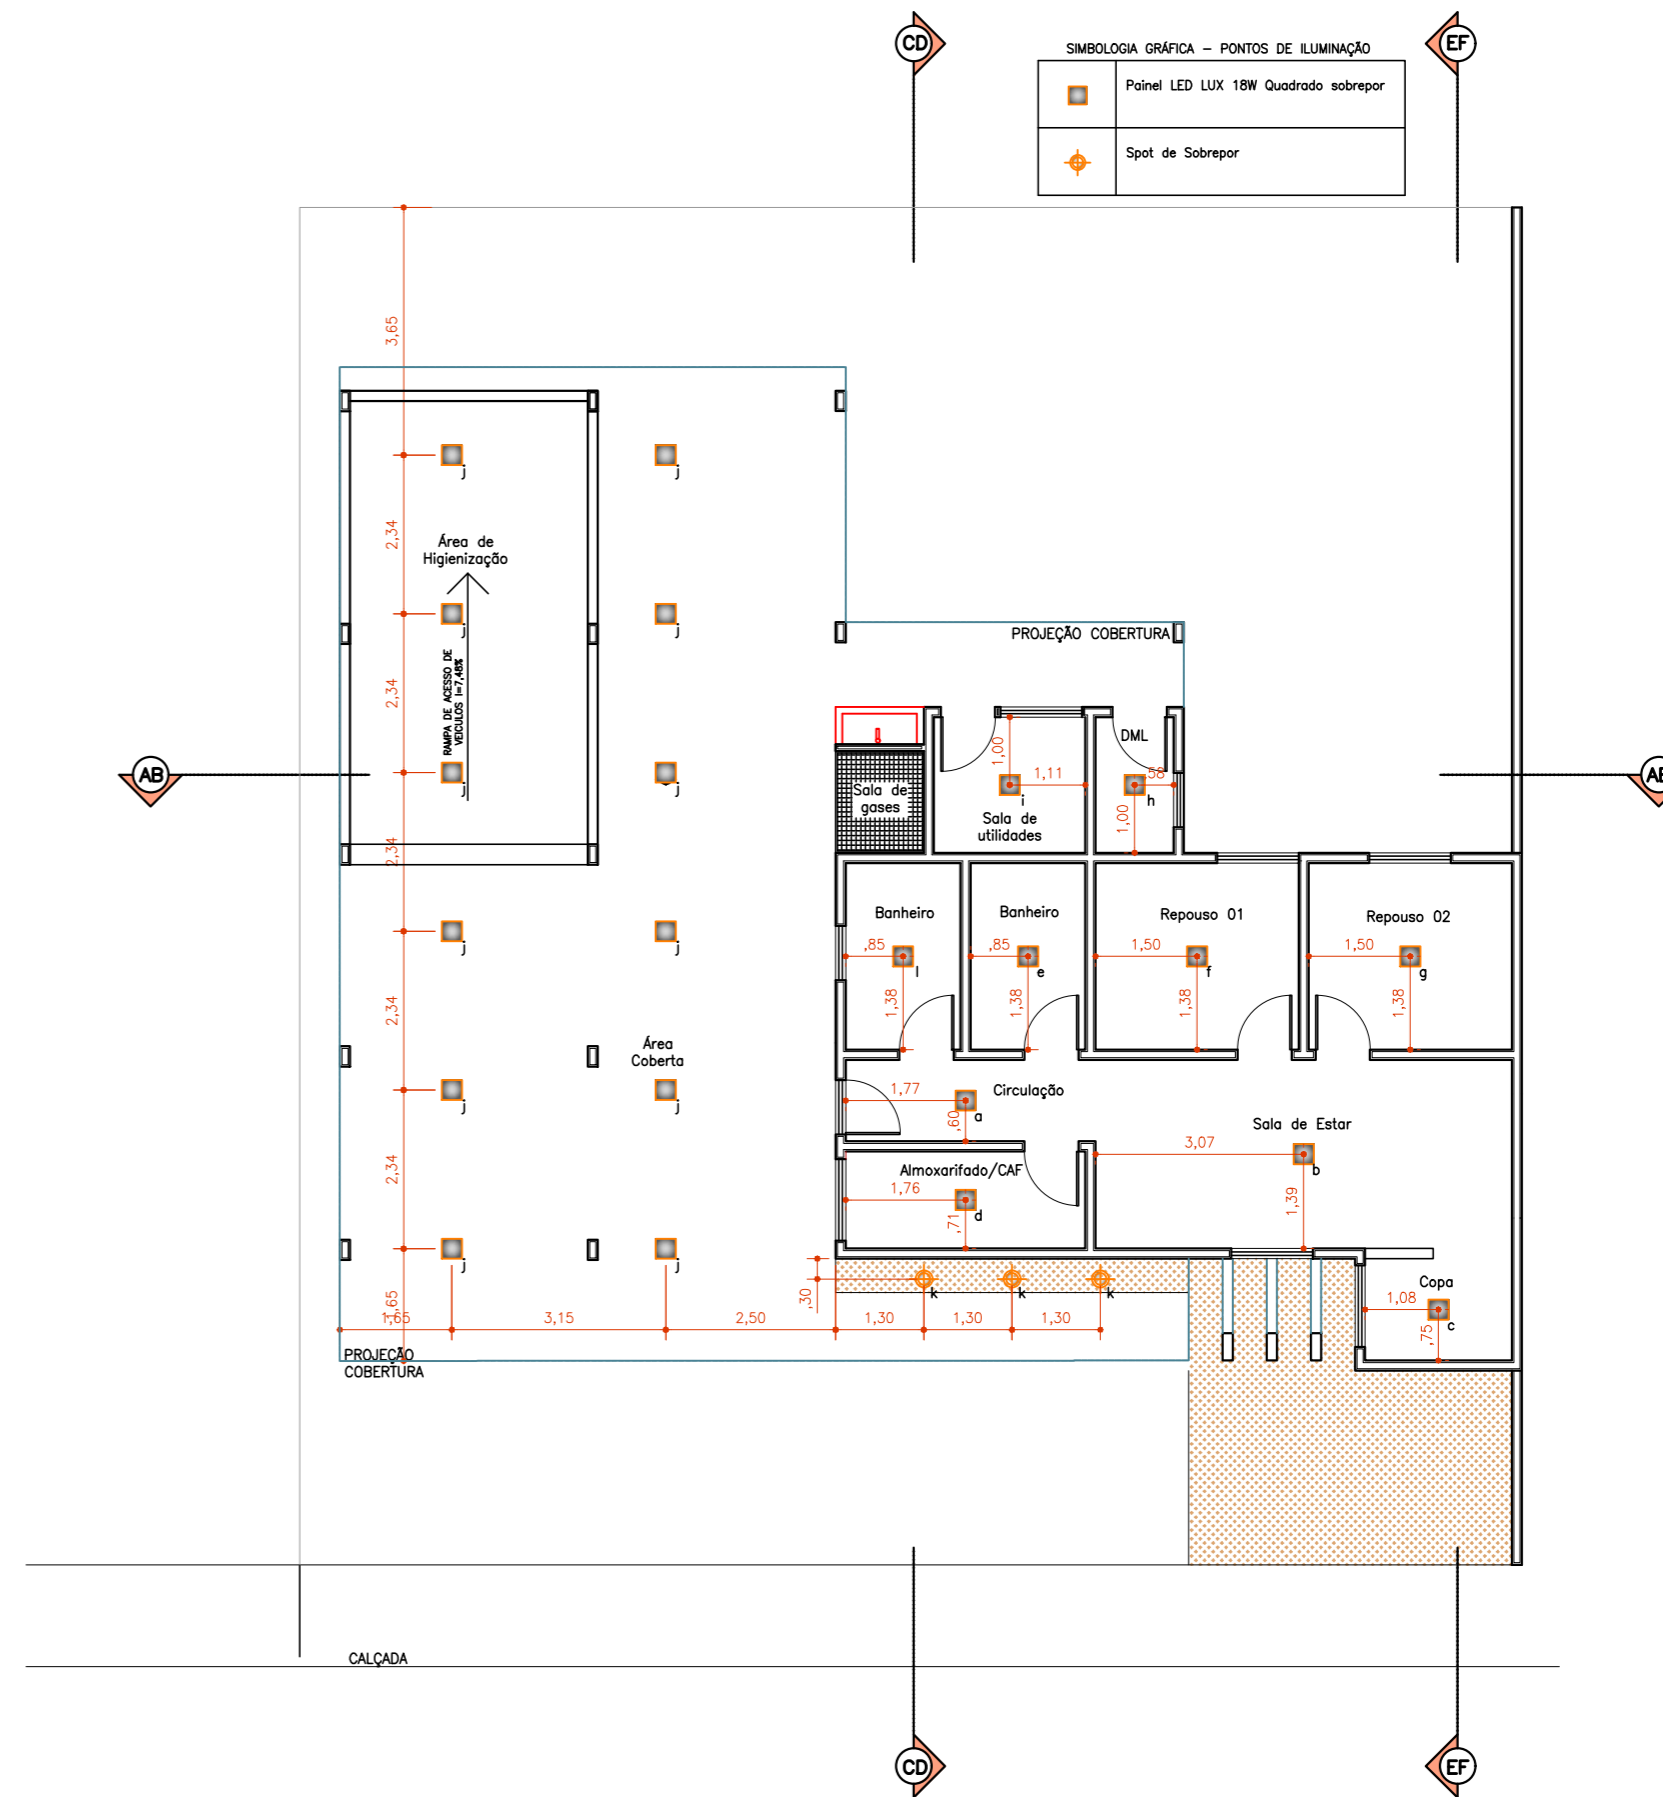 CD
EF
SIMBOLOGIA GRÁFICA – PONTOS DE ILUMINAÇÃO
Painel LED LUX 18W Quadrado sobrepor
Spot de Sobrepor
3,65
j
j
2,34
Área de
Higienização
j
j
PROJEÇÃO COBERTURA
2,34
RAMPA DE ACESSO DE
VEICULOS I=7,48%
DML
1,00
AB
j
j
Sala de
gases
1,11
i
,58
h
AB
Sala de
utilidades
1,00
2,34
Banheiro
Banheiro
Repouso 01
Repouso 02
j
j
,85
l
,85
e
1,50
f
1,50
g
1,38
1,38
1,38
1,38
2,34
Área
Coberta
j
j
1,77
Circulação
a
,60
Sala de Estar
3,07
b
2,34
Almoxarifado/CAF
1,76
d
,71
1,39
j
j
k
k
k
,30
Copa
1,08
c
,75
1,65
1,65
3,15
2,50
1,30
1,30
1,30
PROJEÇÃO
COBERTURA
CALÇADA
CD
EF